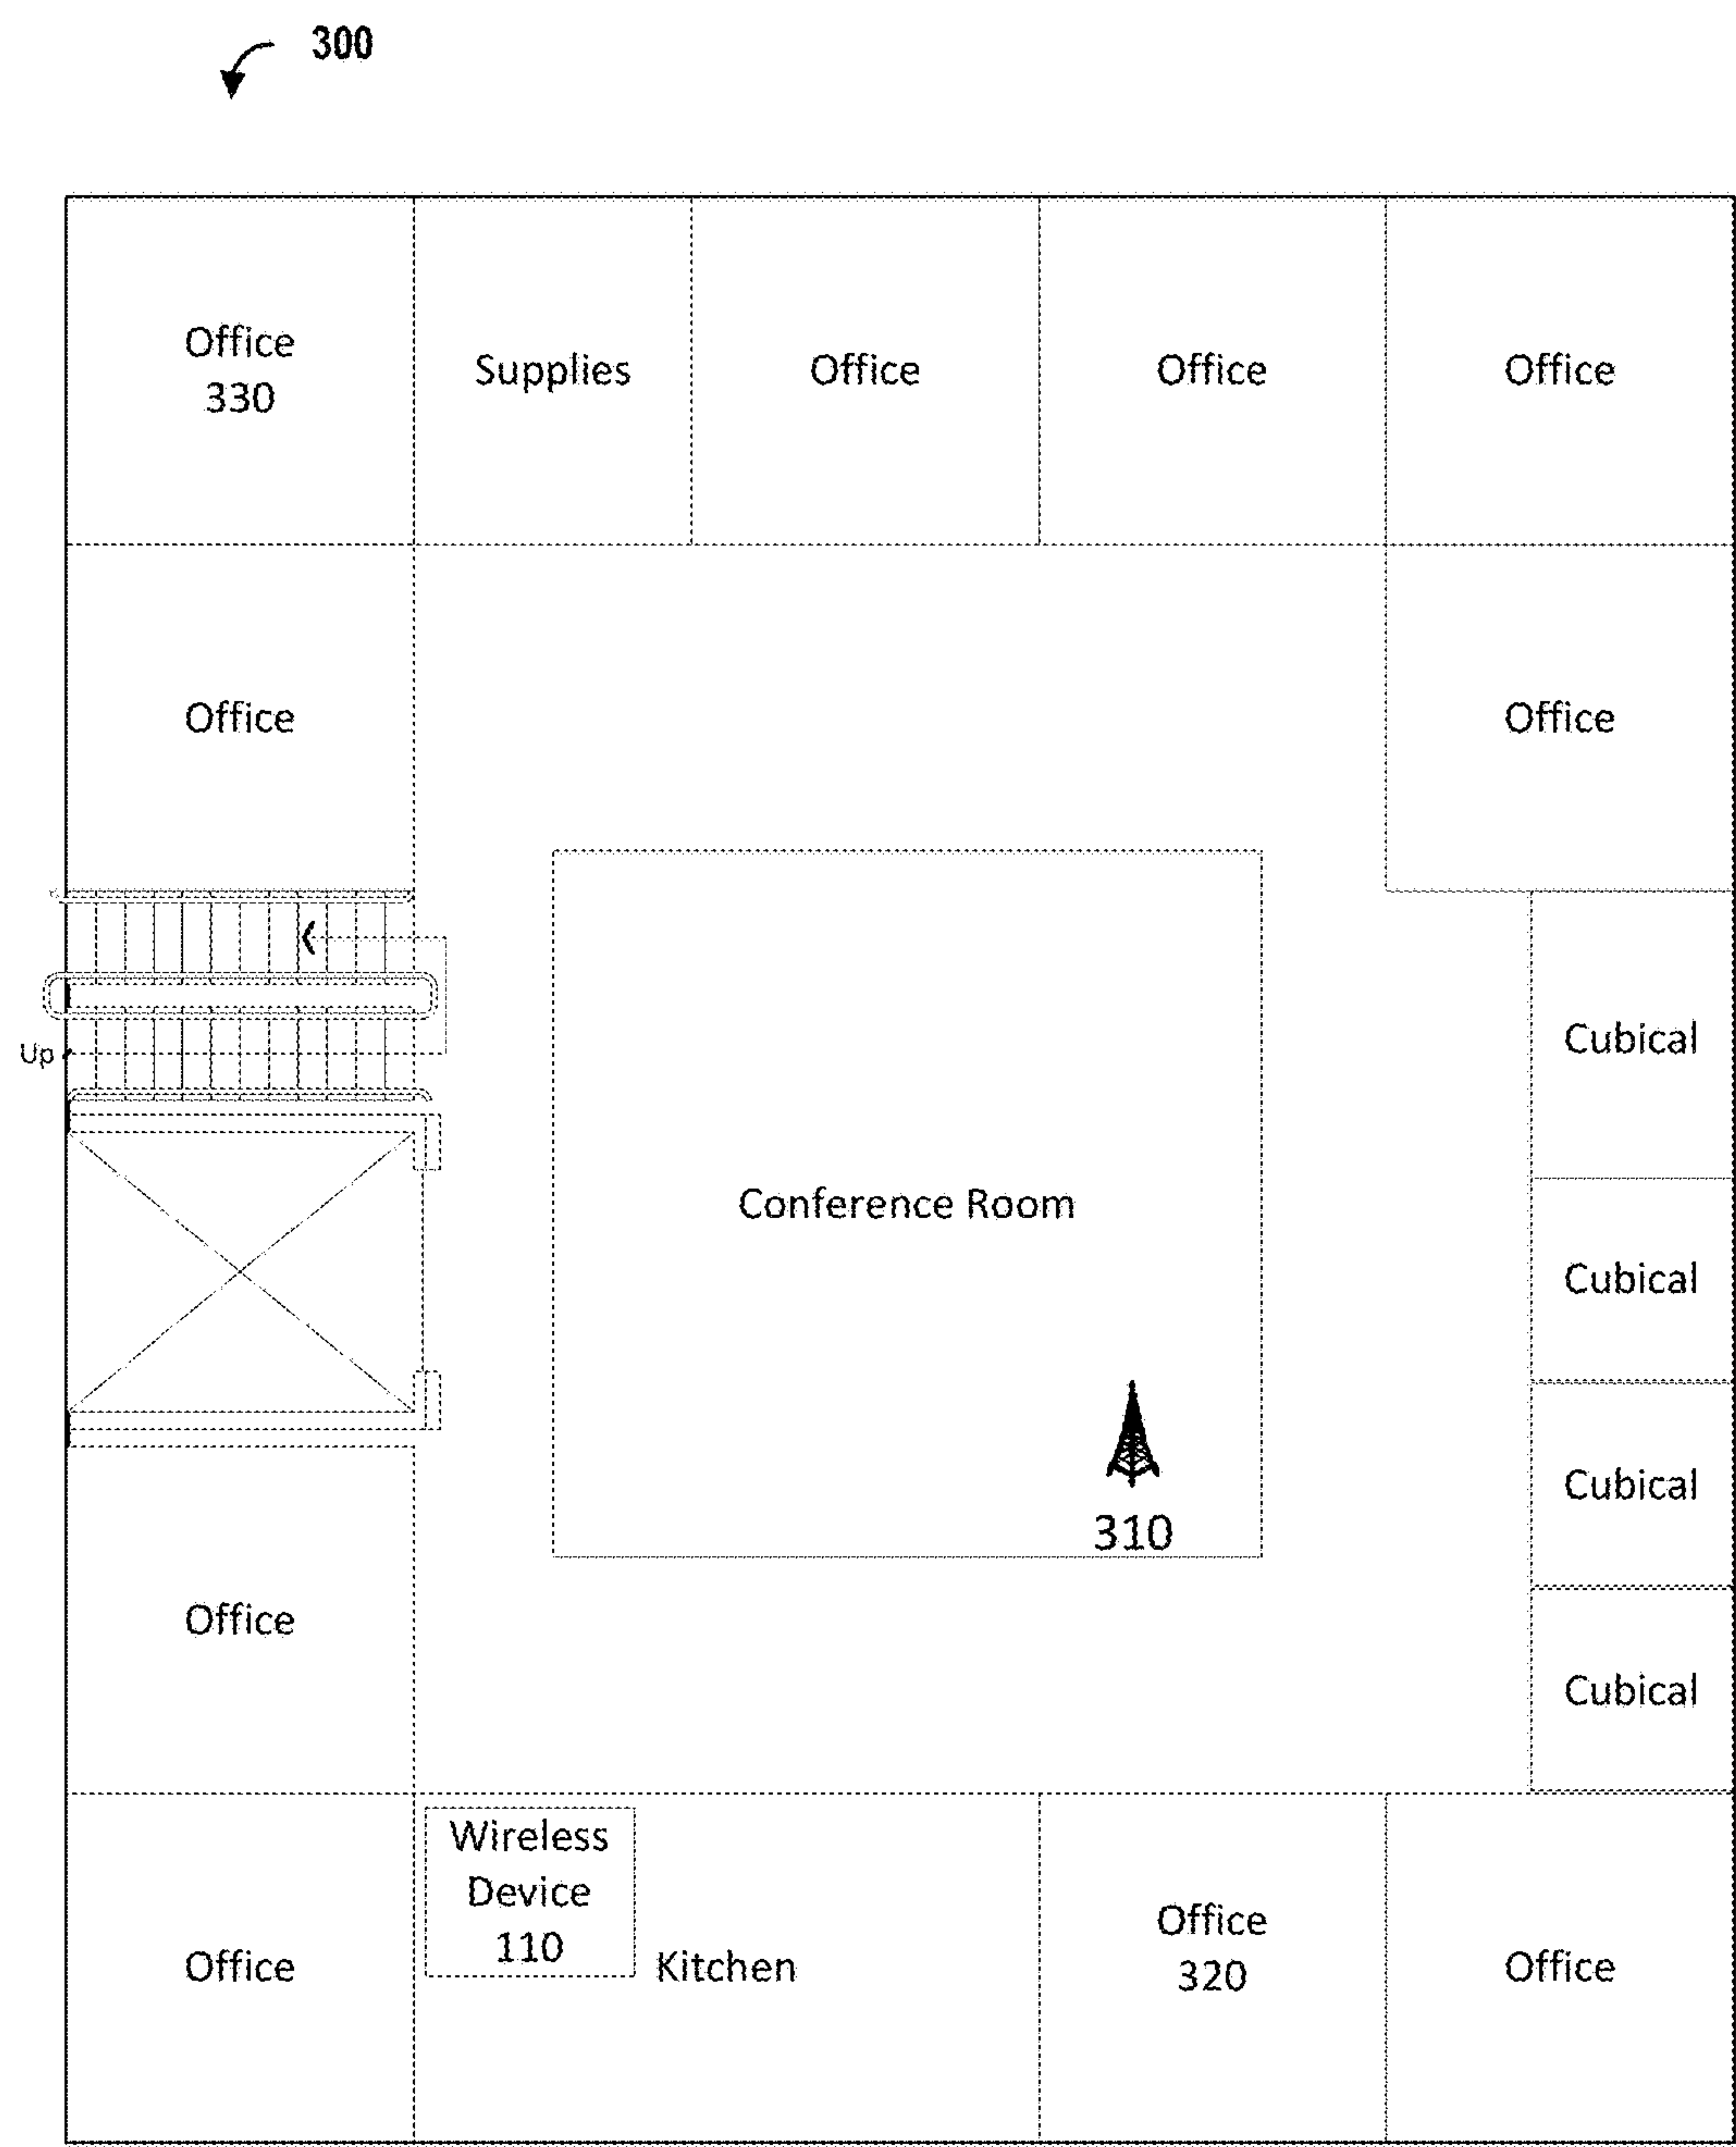 300
Office
330
Supplies
Office
Office
Office
Office
Office
Up
Cubical
Conference Room
Cubical
310
Cubical
Office
Cubical
Wireless
Device
110
Office
Kitchen
Office
320
Office